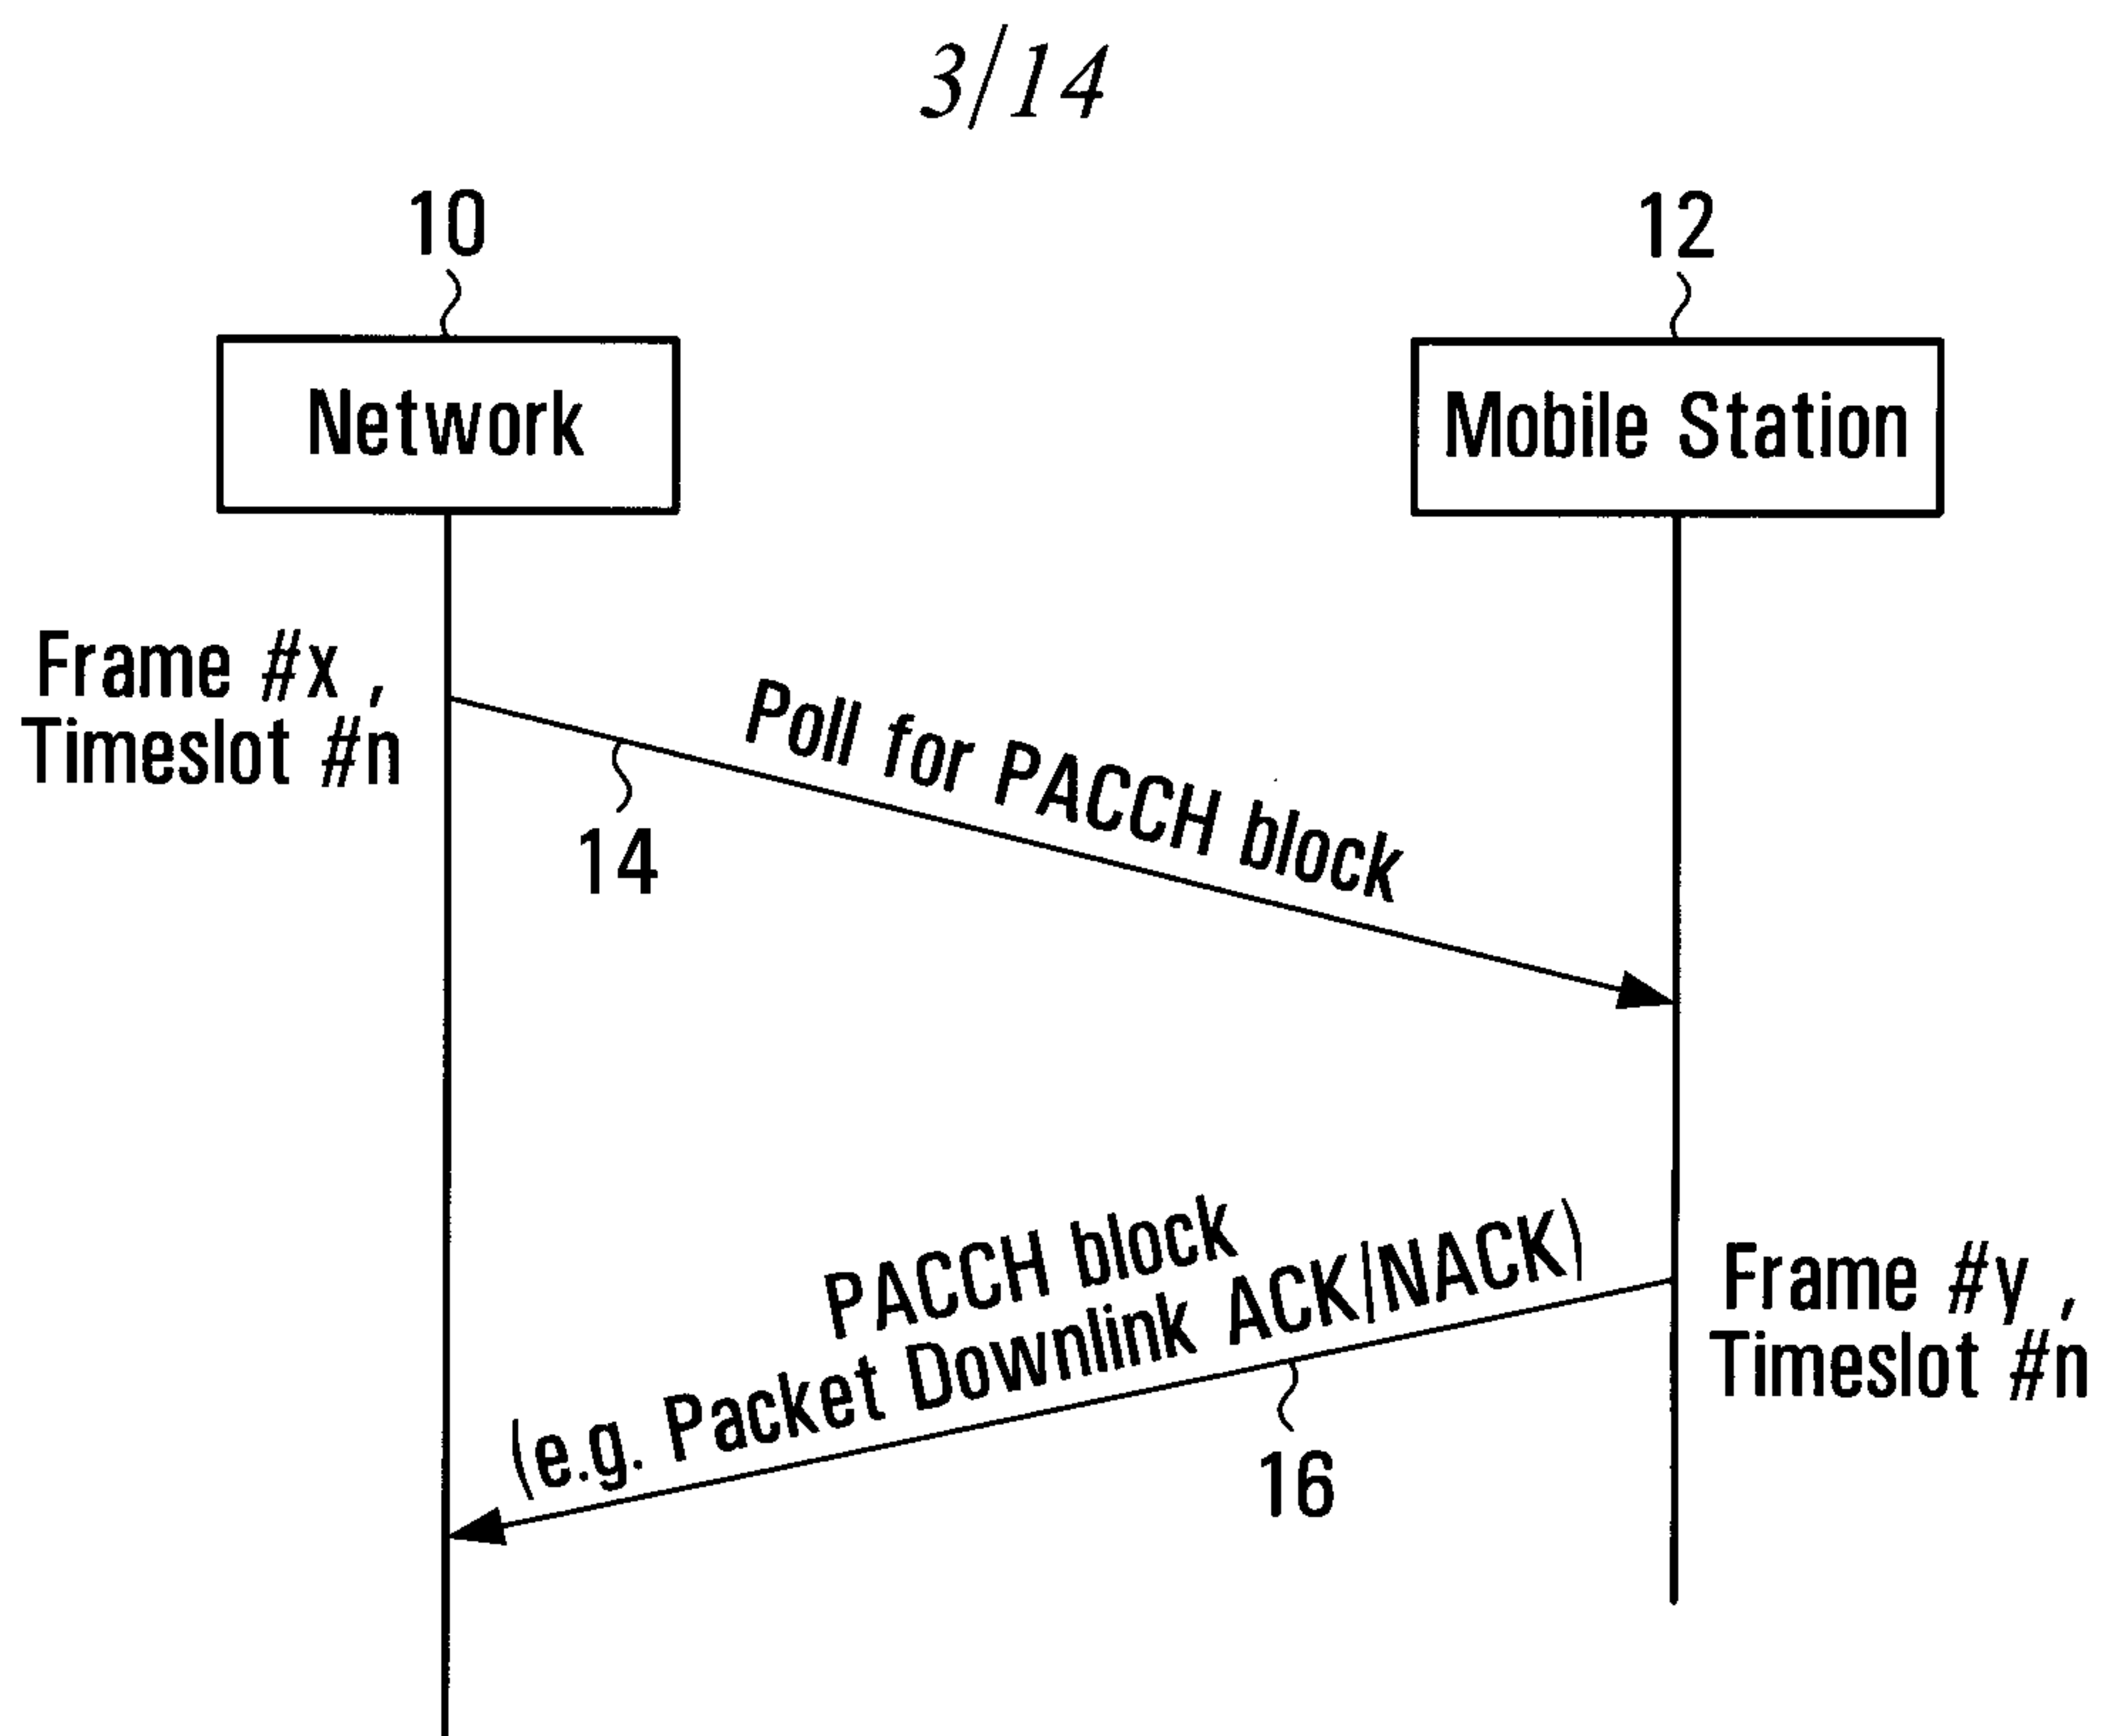 3/14
10
12
Network
Mobile Station
Frame #x ,
Timeslot #n
Poll for PACCH block
14
PACCH block
(e.g. Packet Downlink ACK/NACK)
Frame #y ,
Timeslot #n
16